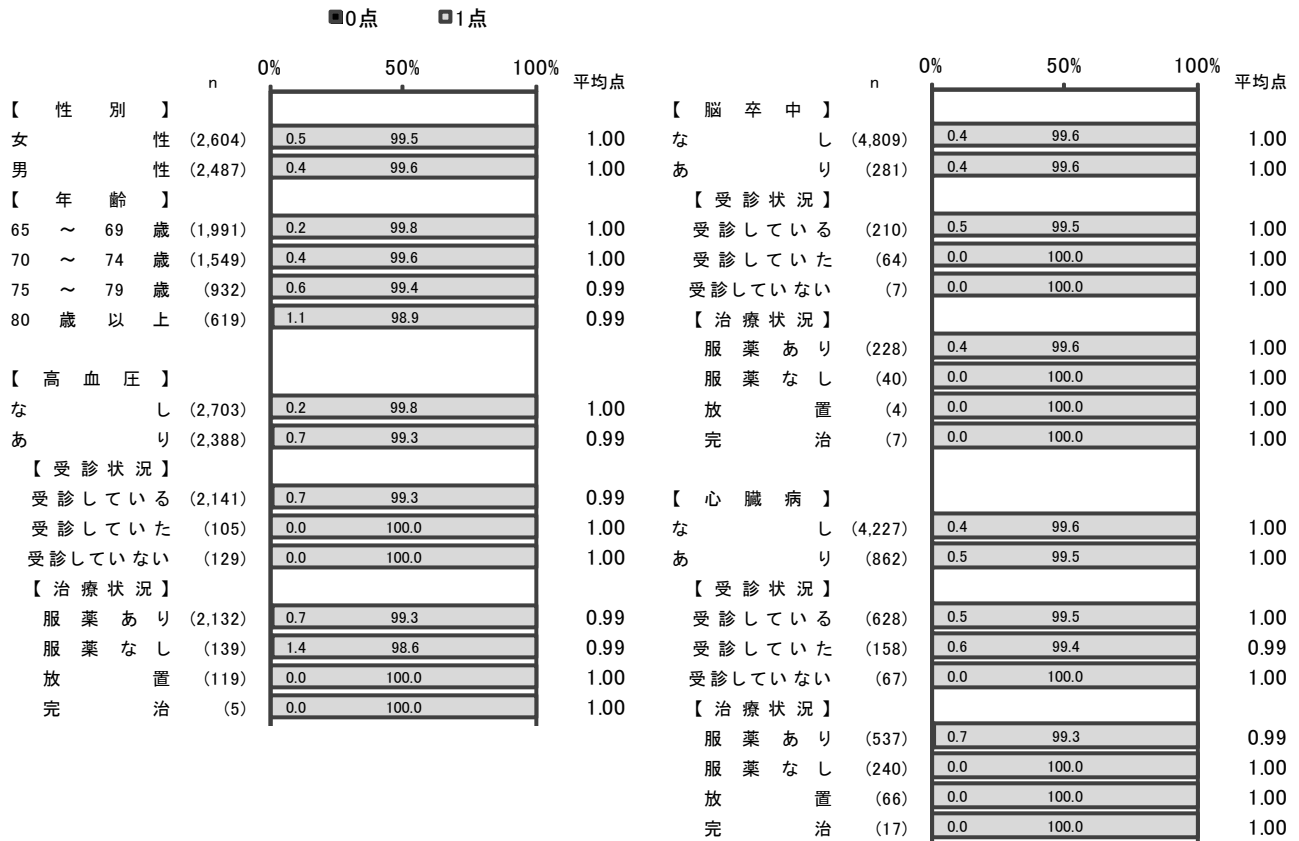 ■0点 □1点
0% 50% 100%
n 平均点
【性別】
女性 (2,604) 0.5 99.5 1.00
男性 (2,487) 0.4 99.6 1.00
【年齢】
65～69歳 (1,991) 0.2 99.8 1.00
70～74歳 (1,549) 0.4 99.6 1.00
75～79歳 (932) 0.6 99.4 0.99
80歳以上 (619) 1.1 98.9 0.99
【高血圧】
なし (2,703) 0.2 99.8 1.00
あり (2,388) 0.7 99.3 0.99
【受診状況】
受診している (2,141) 0.7 99.3 0.99
受診していた (105) 0.0 100.0 1.00
受診していない (129) 0.0 100.0 1.00
【治療状況】
服薬あり (2,132) 0.7 99.3 0.99
服薬なし (139) 1.4 98.6 0.99
放置 (119) 0.0 100.0 1.00
完治 (5) 0.0 100.0 1.00
0% 50% 100%
n 平均点
【脳卒中】
なし (4,809) 0.4 99.6 1.00
あり (281) 0.4 99.6 1.00
【受診状況】
受診している (210) 0.5 99.5 1.00
受診していた (64) 0.0 100.0 1.00
受診していない (7) 0.0 100.0 1.00
【治療状況】
服薬あり (228) 0.4 99.6 1.00
服薬なし (40) 0.0 100.0 1.00
放置 (4) 0.0 100.0 1.00
完治 (7) 0.0 100.0 1.00
【心臓病】
なし (4,227) 0.4 99.6 1.00
あり (862) 0.5 99.5 1.00
【受診状況】
受診している (628) 0.5 99.5 1.00
受診していた (158) 0.6 99.4 0.99
受診していない (67) 0.0 100.0 1.00
【治療状況】
服薬あり (537) 0.7 99.3 0.99
服薬なし (240) 0.0 100.0 1.00
放置 (66) 0.0 100.0 1.00
完治 (17) 0.0 100.0 1.00